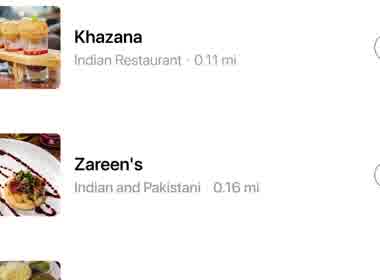 Khazana
Indian Restaurant · 0.11 mi
Zareen's
Indian and Pakistani · 0.16 mi